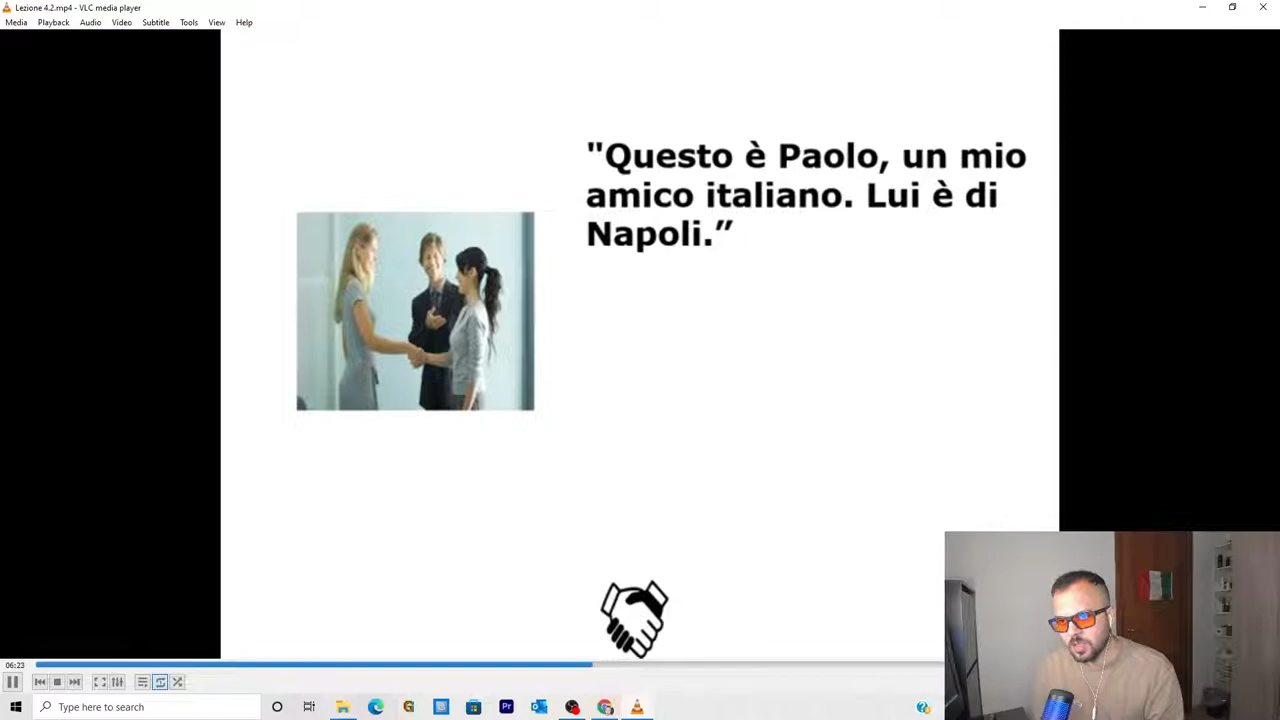 Lezione 4.2.mp4 - VLC media player
Media Playback Audio Video Subtitle Tools View Help
"Questo è Paolo, un mio
amico italiano. Lui è di
Napoli.”
06:23
Type here to search